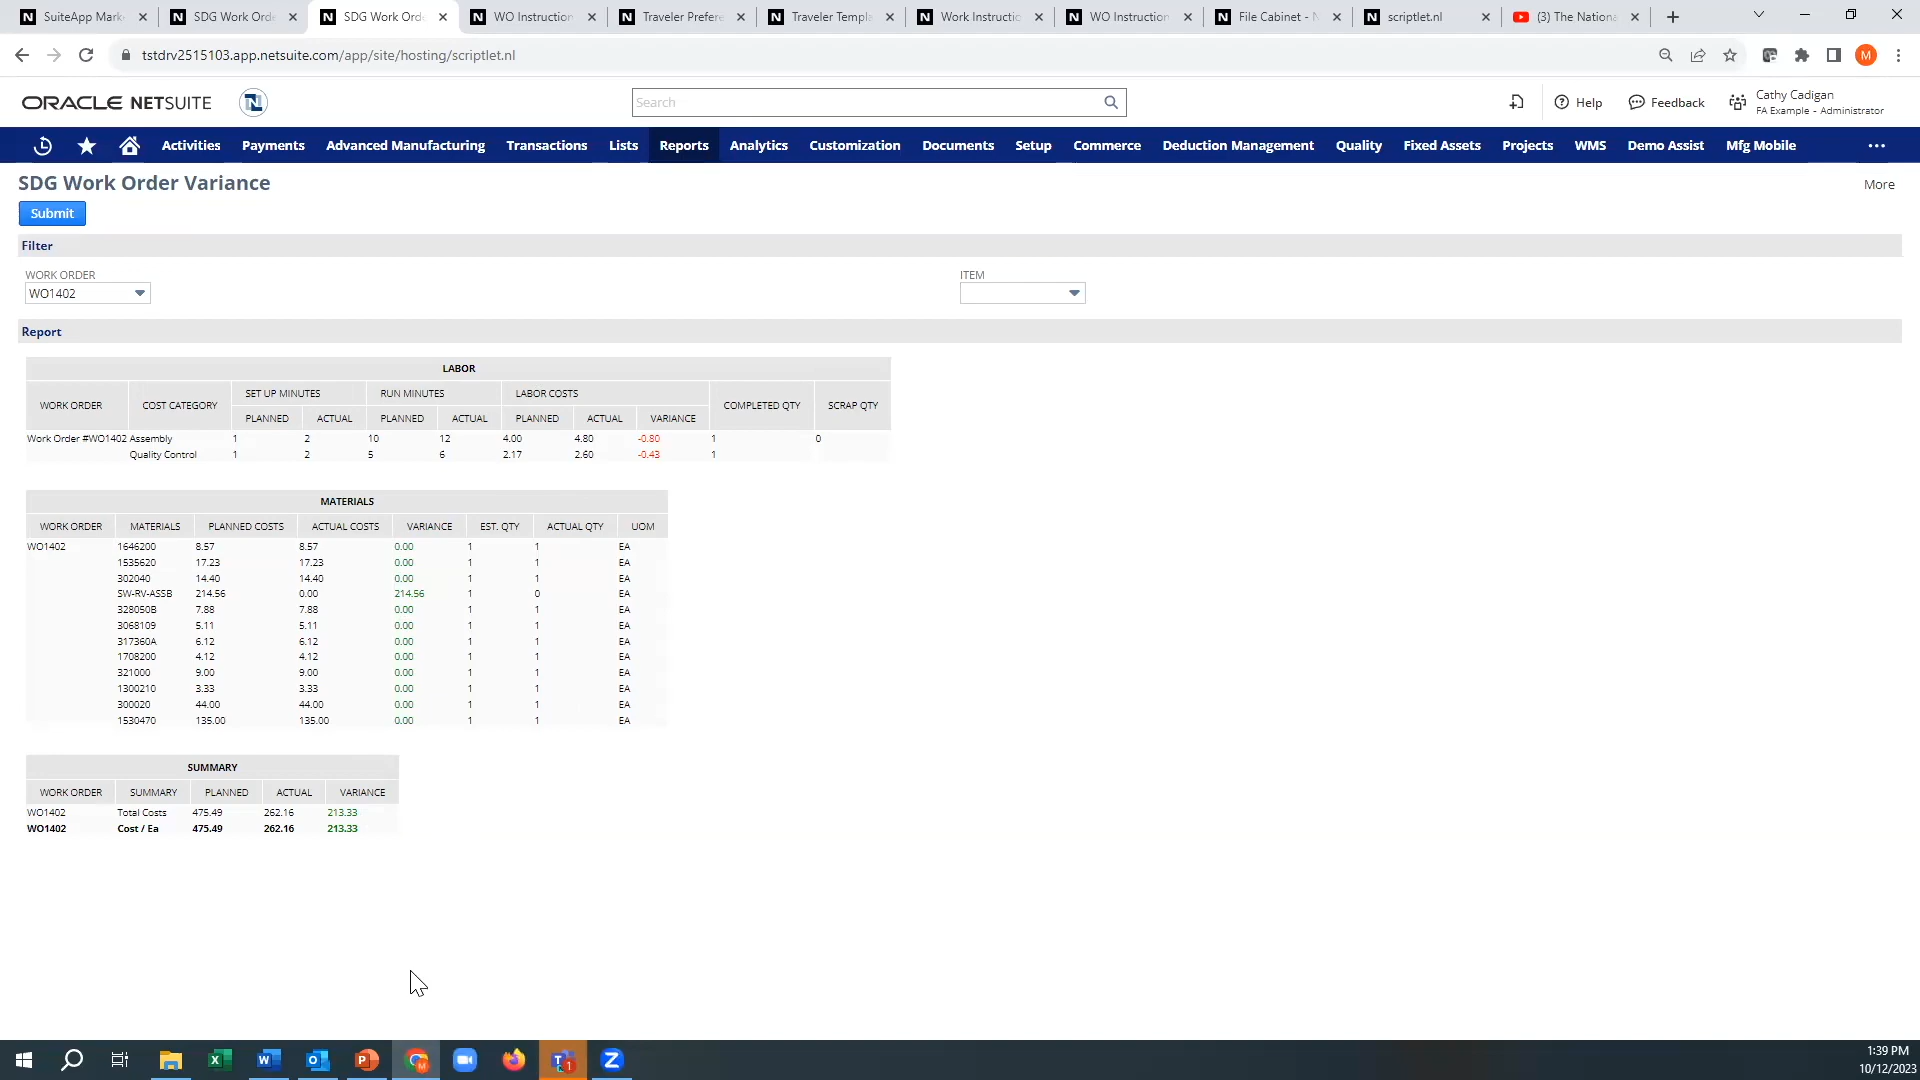 SuiteApp Mark
SDG Work Ord
SDG Work Ord
WO Instruction
Traveler Prefere
Traveler Templa
Work Instructio
WO Instruction
File Cabinet - N
scriptlet.nl
(3) The Nationa
tstdrv2515103.app.netsuite.com/app/site/hosting/scriptlet.nl
M
ORACLE NETSUITE
N
Search
Help
Feedback
Cathy Cadigan
FA Example - Administrator
Activities Payments Advanced Manufacturing Transactions Lists Reports Analytics Customization Documents Setup Commerce Deduction Management Quality Fixed Assets Projects WMS Demo Assist Mfg Mobile
SDG Work Order Variance
More
Submit
Filter
WORK ORDER
WO1402
ITEM
Report
LABOR
WORK ORDER COST CATEGORY SET UP MINUTES RUN MINUTES LABOR COSTS COMPLETED QTY SCRAP QTY
PLANNED ACTUAL PLANNED ACTUAL PLANNED ACTUAL VARIANCE
Work Order #WO1402 Assembly 1 2 10 12 4.00 4.80 -0.80 1 0
Quality Control 1 2 5 6 2.17 2.60 -0.43 1
MATERIALS
WORK ORDER MATERIALS PLANNED COSTS ACTUAL COSTS VARIANCE EST. QTY ACTUAL QTY UOM
WO1402 1646200 8.57 8.57 0.00 1 1 EA
1535620 17.23 17.23 0.00 1 1 EA
302040 14.40 14.40 0.00 1 1 EA
SW-RV-ASSB 214.56 0.00 214.56 1 0 EA
328050B 7.88 7.88 0.00 1 1 EA
3068109 5.11 5.11 0.00 1 1 EA
317360A 6.12 6.12 0.00 1 1 EA
1708200 4.12 4.12 0.00 1 1 EA
321000 9.00 9.00 0.00 1 1 EA
1300210 3.33 3.33 0.00 1 1 EA
300020 44.00 44.00 0.00 1 1 EA
1530470 135.00 135.00 0.00 1 1 EA
SUMMARY
WORK ORDER SUMMARY PLANNED ACTUAL VARIANCE
WO1402 Total Costs 475.49 262.16 213.33
WO1402 Cost / Ea 475.49 262.16 213.33
1:39 PM
10/12/2023